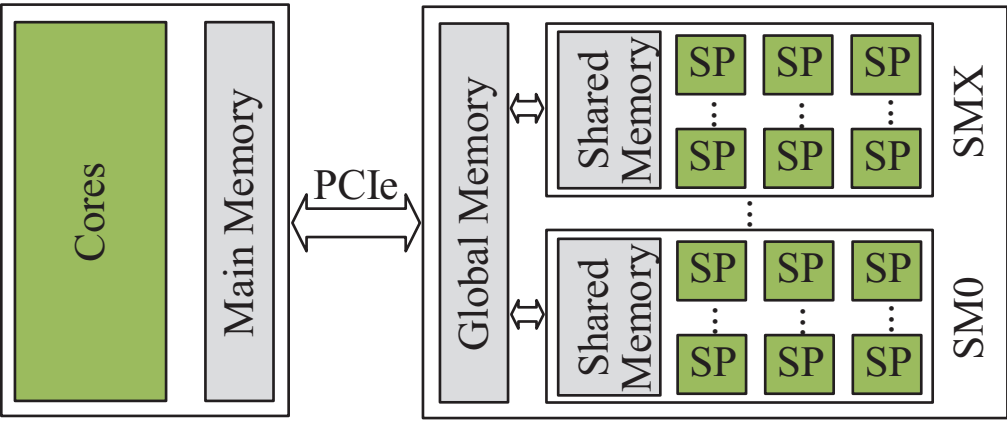 Cores
Main Memory
PCIe
Global Memory
Shared
Memory
SP SP SP
SP SP SP
SMX
Shared
Memory
SP SP SP
SP SP SP
SM0